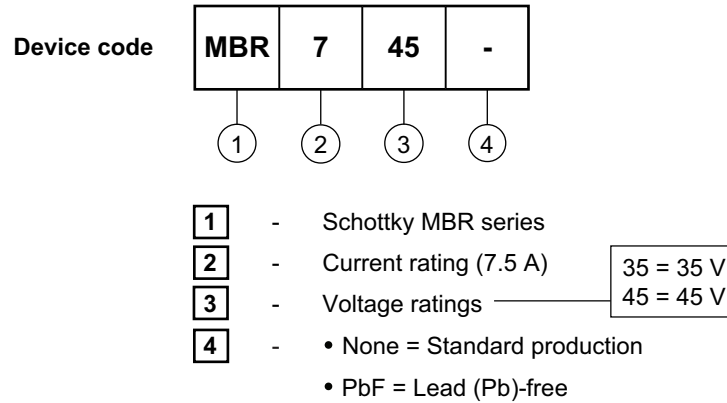 Device code MBR 7 45 -
1 2 3 4
1 - Schottky MBR series
2 - Current rating (7.5 A)
35 = 35 V
3 - Voltage ratings
45 = 45 V
4 - • None = Standard production
• PbF = Lead (Pb)-free